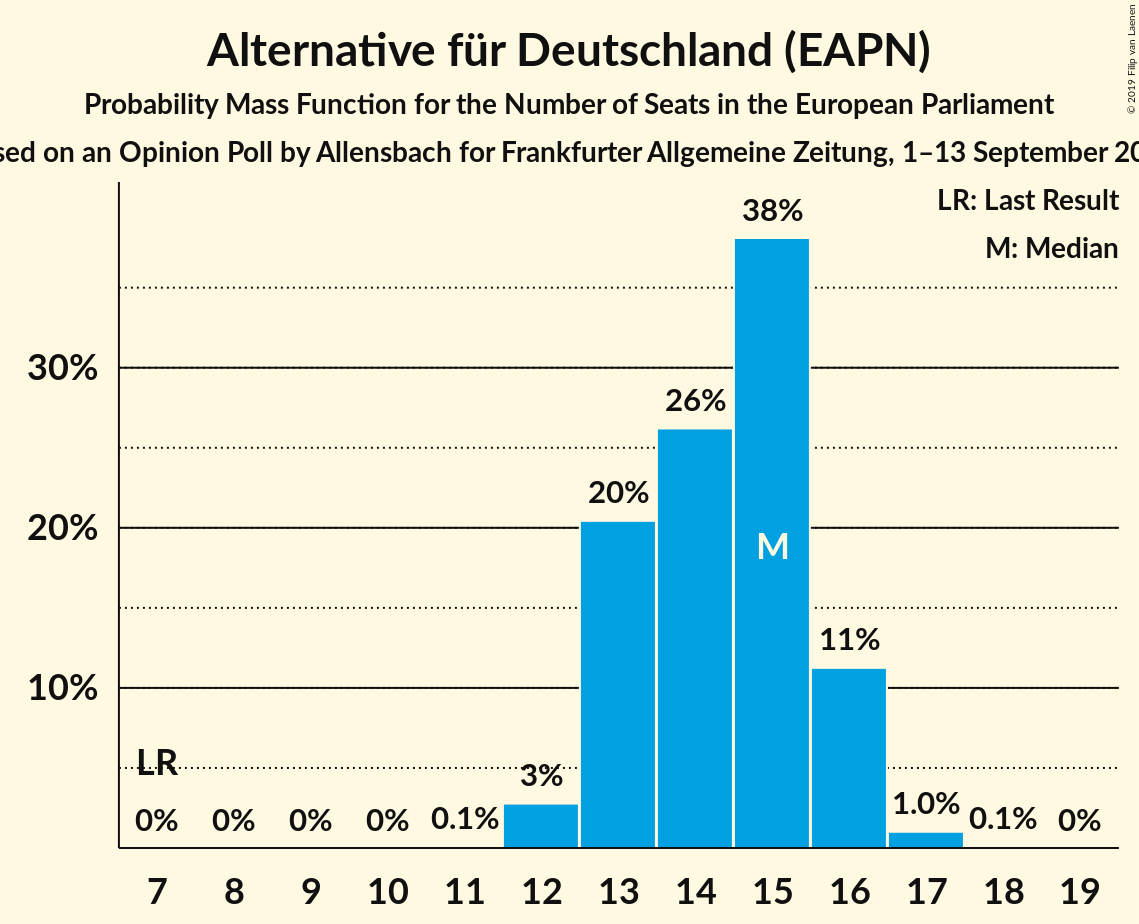 Alternative für Deutschland (EAPN)
Probability Mass Function for the Number of Seats in the European Parliament
on an Opinion Poll by Allensbach for Frankfurter Allgemeine Zeitung, 1–13 September
© 2019 Filip van Laenen
LR: Last Result
M: Median
38%
30%
26%
20%
20%
M
11%
10%
LR
3%
0% 0% 0% 0% 0.1% 1.0% 0.1% 0%
7 8 9 10 11 12 13 14 15 16 17 18 19